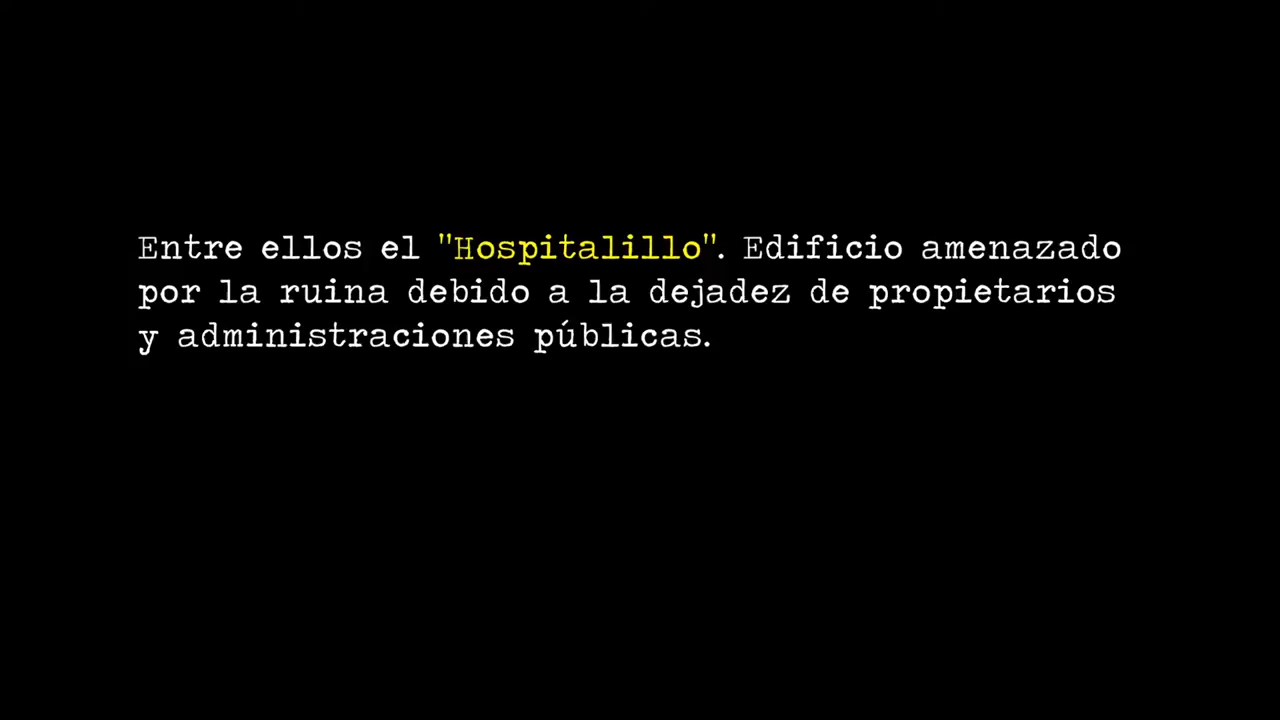 Entre ellos el "Hospitalillo". Edificio amenazado
por la ruina debido a la dejadez de propietarios
y administraciones públicas.